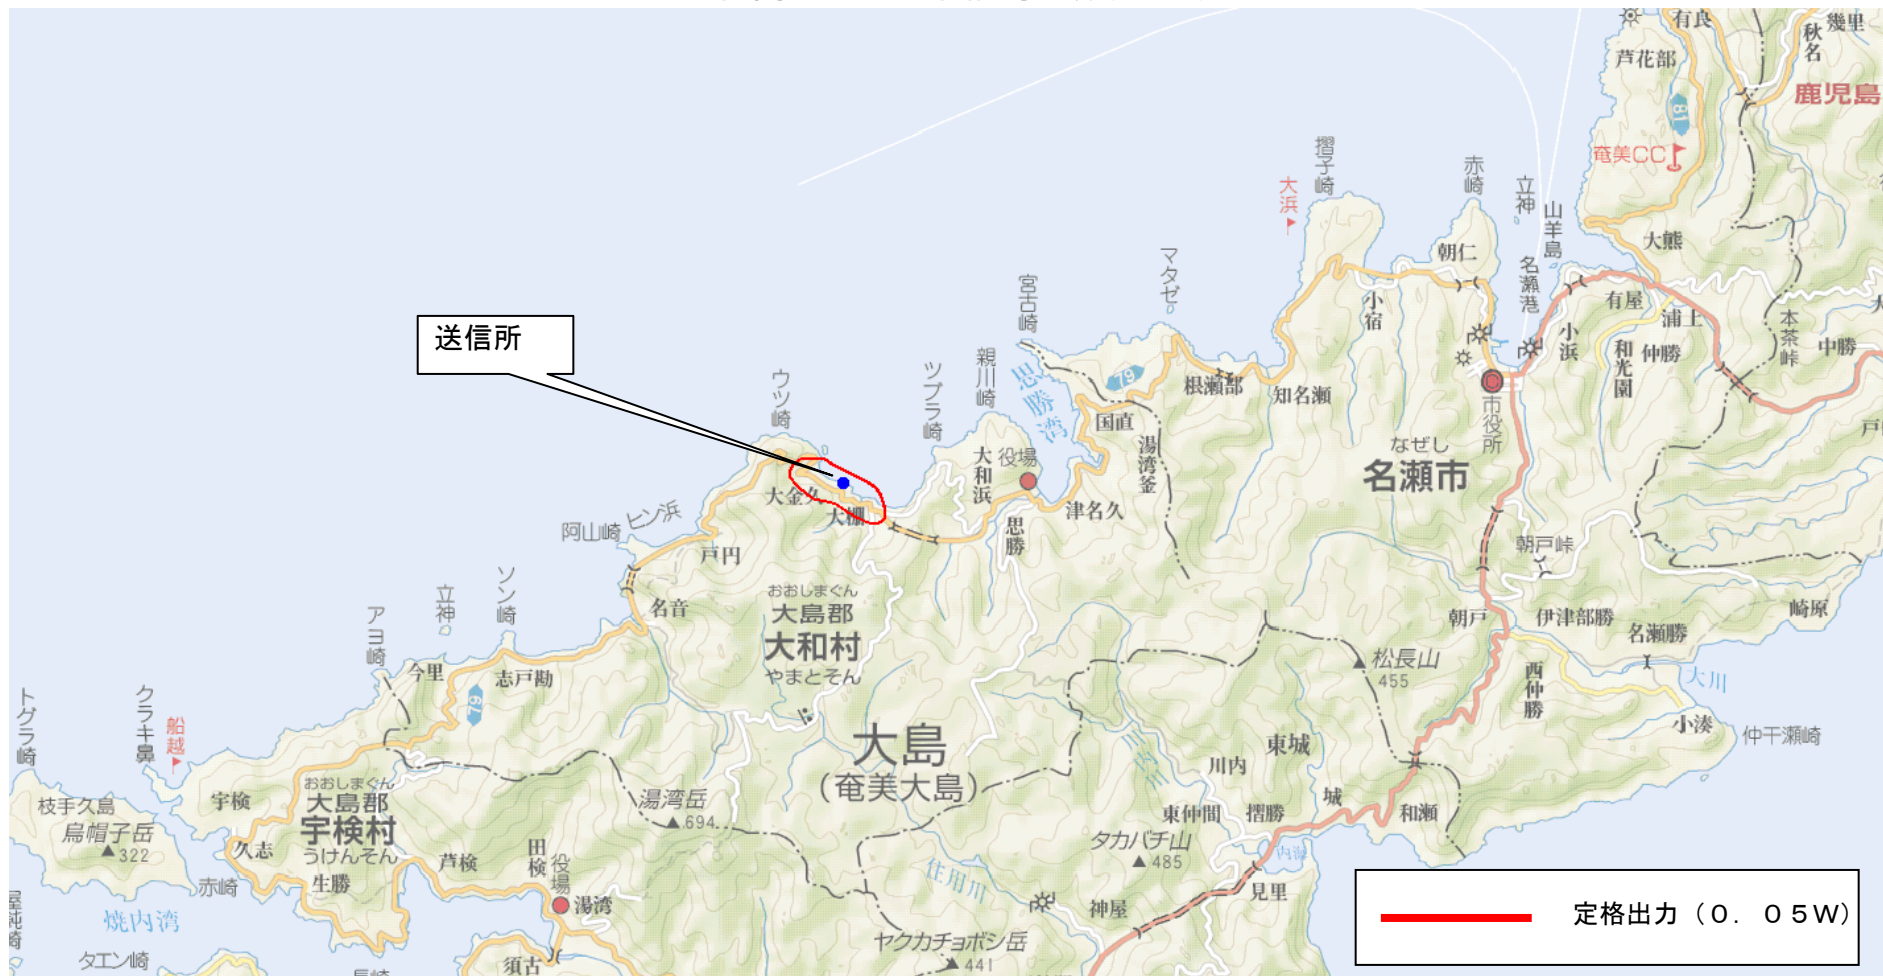 有良
幾里
秋名
芦花部
鹿児島
81
奄美CC
摺子崎
赤崎
立神
山羊島
大浜
大熊
朝仁
名瀬港
マタゼ
宮古崎
小宿
有屋
浦上
本茶峠
送信所
小浜
和光園
仲勝
中勝
ウツ崎
ツブラ崎
親川崎
思勝湾
79
根瀬部
知名瀬
市役所
国直
湯湾釜
なぜし
名瀬市
大和浜
役場
大金久
大棚
津名久
思勝
ヒン浜
阿山崎
戸円
朝戸峠
ソン崎
立神
アヨ崎
名音
おおしまぐん
大島郡
大和村
やまとそん
朝戸
伊津部勝
名瀬勝
崎原
今里
志戸勘
松長山
455
西仲勝
大川
トグラ崎
クラキ鼻
船越
79
小湊
仲干瀬崎
大島
(奄美大島)
東城
川内
おおしまぐん
大島郡
宇検村
うけんそん
宇検
湯湾岳
694
枝手久島
烏帽子岳
322
東仲間
摺勝
城
和瀬
タカバチ山
485
久志
芦検
田検
役場
生勝
赤崎
住用川
内海
見里
湯湾
神屋
焼内湾
定格出力(0.05W)
タエン崎
須古
ヤクカチョボシ岳
441